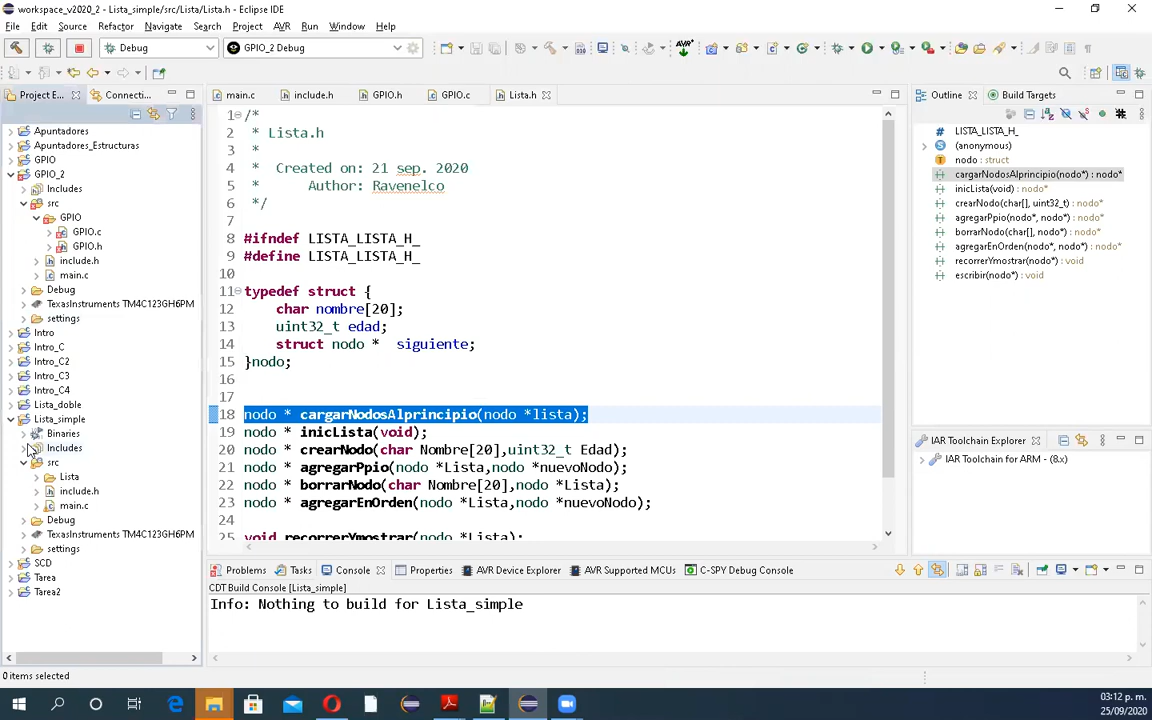 workspace_v2020_2 - Lista_simple/src/Lista/Lista.h - Eclipse IDE
File Edit Source Refactor Navigate Search Project AVR Run Window Help
Debug
GPIO_2 Debug
AVR
Project E...
Connecti...
main.c
include.h
GPIO.h
GPIO.c
Lista.h
Outline
Build Targets
Apuntadores
Apuntadores_Estructuras
GPIO
GPIO_2
Includes
src
GPIO
GPIO.c
GPIO.h
include.h
main.c
Debug
TexasInstruments TM4C123GH6PM
settings
Intro
Intro_C
Intro_C2
Intro_C3
Intro_C4
Lista_doble
Lista_simple
Binaries
Includes
src
Lista
include.h
main.c
Debug
TexasInstruments TM4C123GH6PM
settings
SCD
Tarea
Tarea2
1 /*
2 * Lista.h
3 *
4 * Created on: 21 sep. 2020
5 * Author: Ravenelco
6 */
7
8 #ifndef LISTA_LISTA_H_
9 #define LISTA_LISTA_H_
10
11 typedef struct {
12 char nombre[20];
13 uint32_t edad;
14 struct nodo * siguiente;
15 }nodo;
16
17
18 nodo * cargarNodosAlprincipio(nodo *lista);
19 nodo * inicLista(void);
20 nodo * crearNodo(char Nombre[20],uint32_t Edad);
21 nodo * agregarPpio(nodo *Lista,nodo *nuevoNodo);
22 nodo * borrarNodo(char Nombre[20],nodo *Lista);
23 nodo * agregarEnOrden(nodo *Lista,nodo *nuevoNodo);
24
25 void recorrerYmostrar(nodo *Lista);
LISTA_LISTA_H_
(anonymous)
nodo : struct
cargarNodosAlprincipio(nodo*) : nodo*
inicLista(void) : nodo*
crearNodo(char[], uint32_t) : nodo*
agregarPpio(nodo*, nodo*) : nodo*
borrarNodo(char[], nodo*) : nodo*
agregarEnOrden(nodo*, nodo*) : nodo*
recorrerYmostrar(nodo*) : void
escribir(nodo*) : void
IAR Toolchain Explorer
IAR Toolchain for ARM - (8.x)
Problems
Tasks
Console
Properties
AVR Device Explorer
AVR Supported MCUs
C-SPY Debug Console
CDT Build Console [Lista_simple]
Info: Nothing to build for Lista_simple
0 items selected
03:12 p. m.
25/09/2020